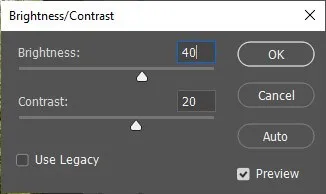 Brightness/Contrast
Brightness: 40 OK
Cancel
Contrast: 20
Auto
Use Legacy
Preview